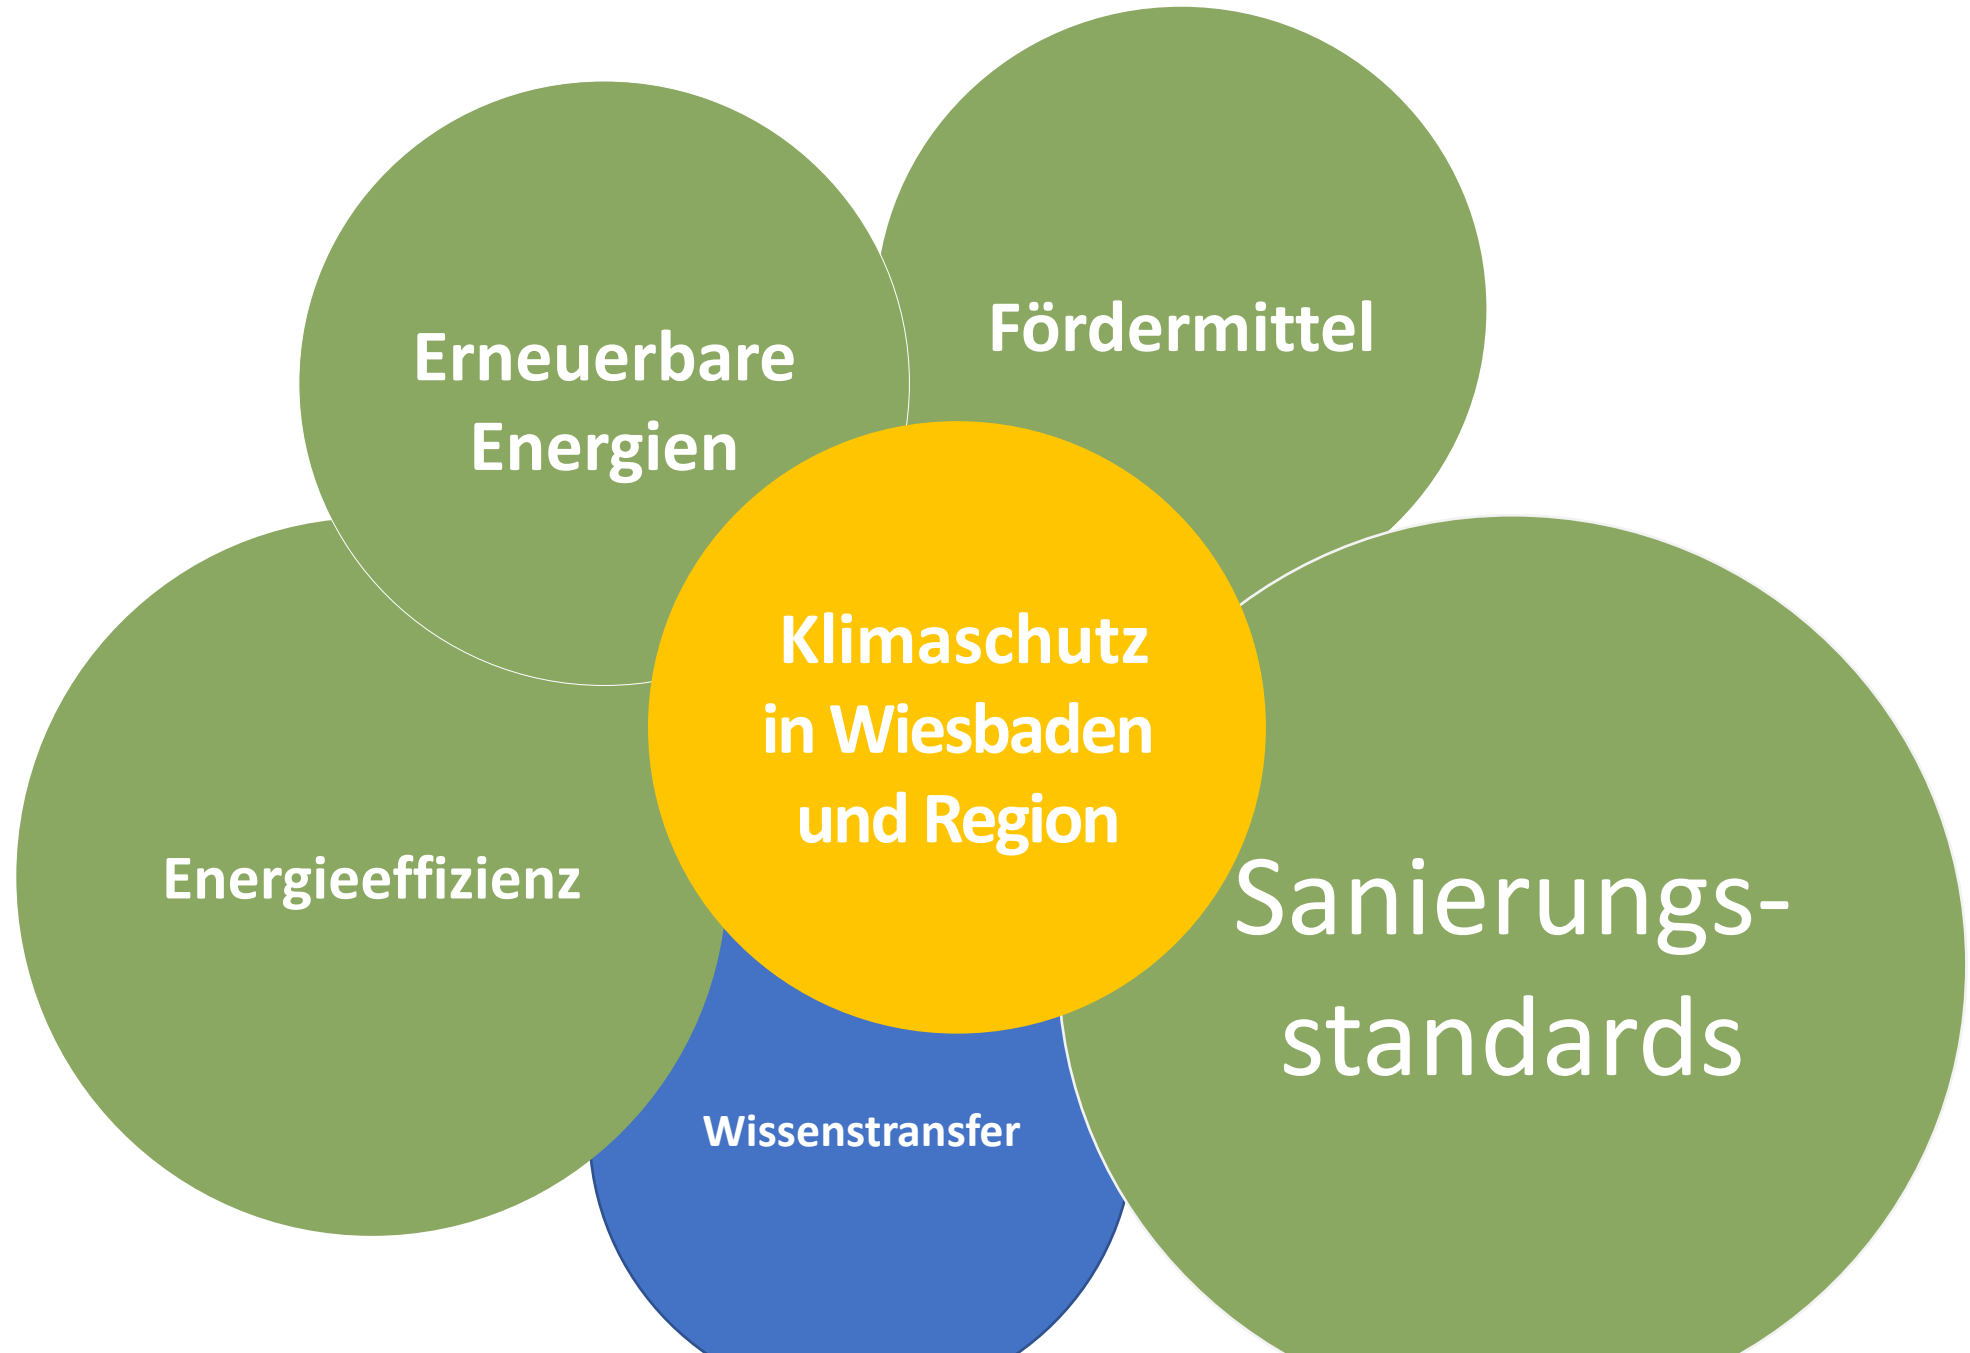 Erneuerbare
Energien
Fördermittel
Klimaschutz
in Wiesbaden
und Region
Energieeffizienz
Sanierungs-
standards
Wissenstransfer